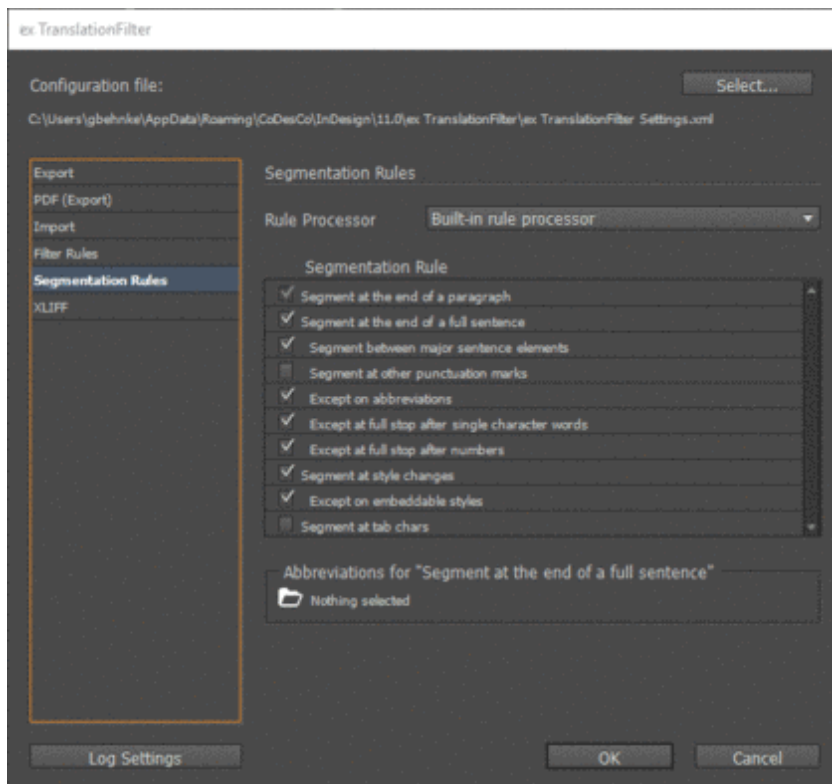 ex TranslationFilter
Configuration file:
Select...
C:\Users\gbehnke\AppData\Roaming\CoDesCo\InDesign\11.0\ex TranslationFilter\ex TranslationFilter Settings.xml
Export
PDF (Export)
Import
Filter Rules
Segmentation Rules
XLIFF
Segmentation Rules
Rule Processor
Built-in rule processor
Segmentation Rule
Segment at the end of a paragraph
Segment at the end of a full sentence
Segment between major sentence elements
Segment at other punctuation marks
Except on abbreviations
Except at full stop after single character words
Except at full stop after numbers
Segment at style changes
Except on embeddable styles
Segment at tab chars
Abbreviations for "Segment at the end of a full sentence"
Nothing selected
Log Settings
OK
Cancel